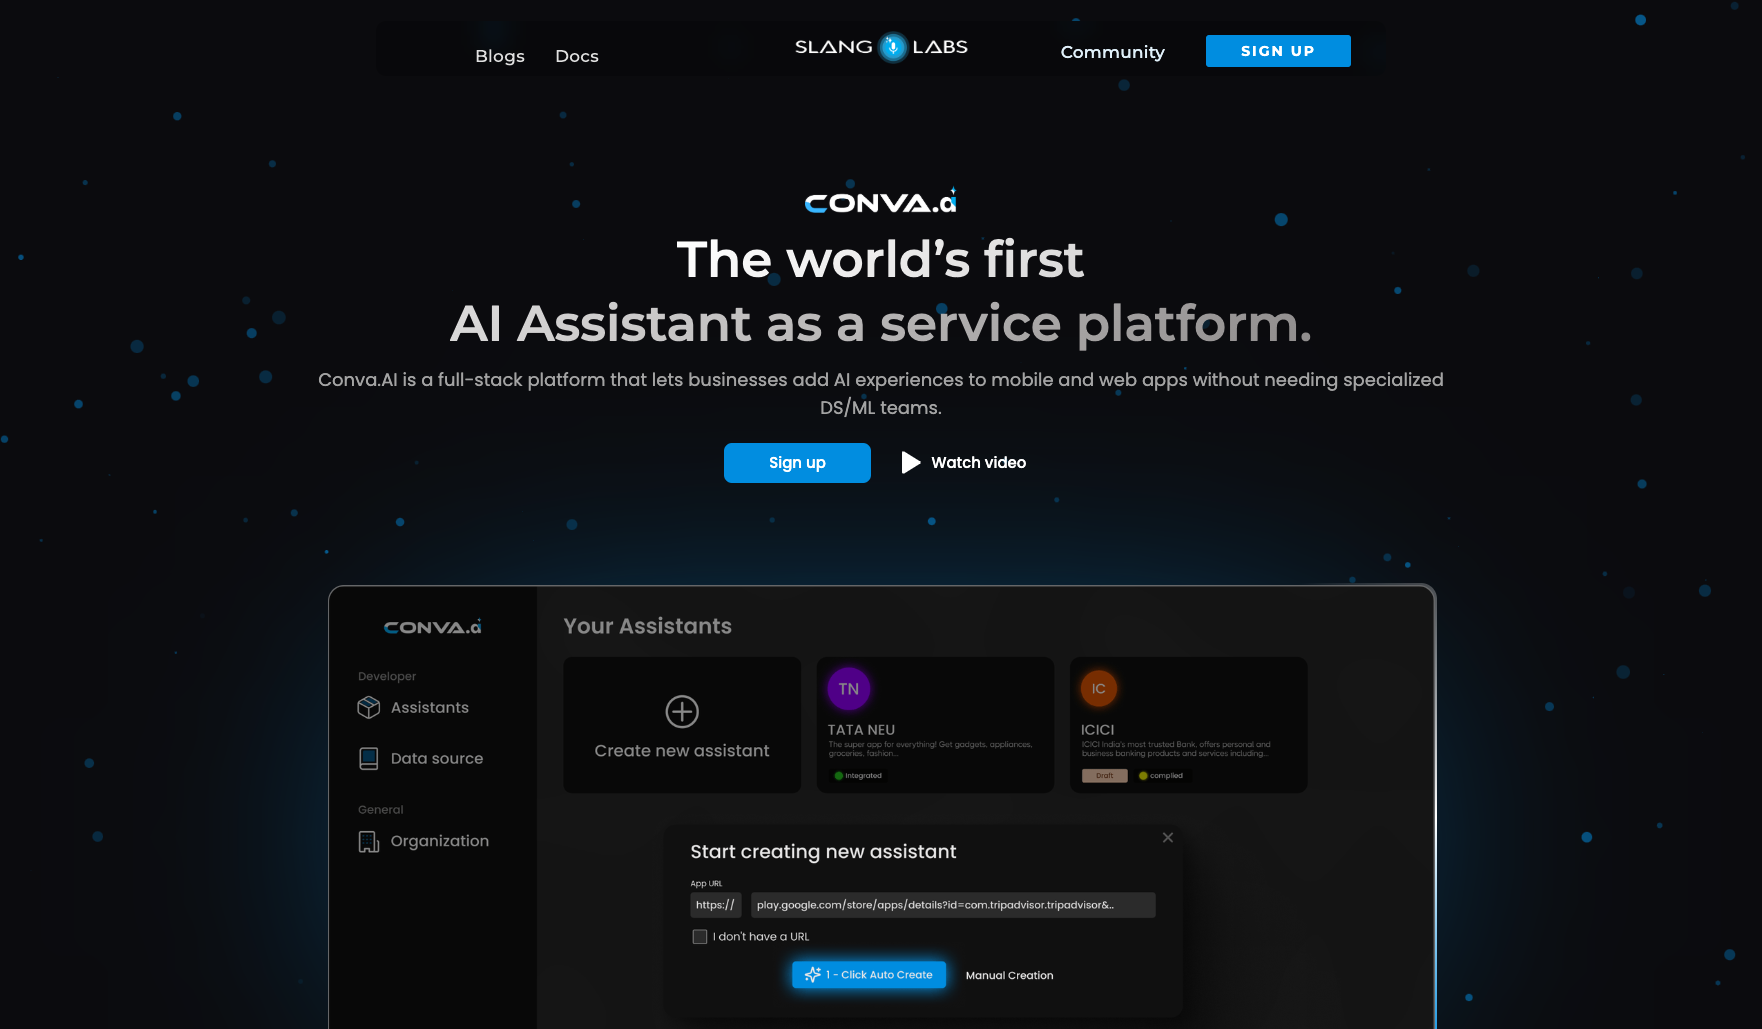 Blogs
Docs
SLANG LABS
Community
SIGN UP
CONVA.ai
The world's first
AI Assistant as a service platform.
Conva.AI is a full-stack platform that lets businesses add AI experiences to mobile and web apps without needing specialized
DS/ML teams.
Sign up
Watch video
CONVA.ai
Developer
Assistants
Data source
General
Organization
Your Assistants
Create new assistant
TN
TATA NEU
The super app for everything! Get gadgets, appliances,
groceries, fashion...
Integrated
IC
ICICI
ICICI India's most trusted Bank, offers personal and
business banking products and services including...
Draft
compiled
Start creating new assistant
App URL
https://
play.google.com/store/apps/details?id=com.tripadvisor.tripadvisor&..
I don't have a URL
1 - Click Auto Create
Manual Creation